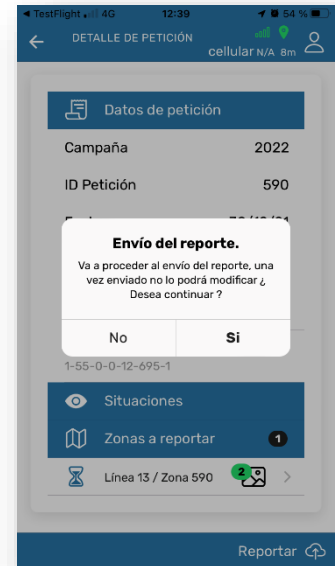 ◀ TestFlight 4G 12:39 54 %
DETALLE DE PETICIÓN
cellular N/A 8m
Datos de petición
Campaña 2022
ID Petición 590
Envío del reporte.
Va a proceder al envío del reporte, una
vez enviado no lo podrá modificar ¿
Desea continuar ?
No Si
1-55-0-0-12-695-1
Situaciones
Zonas a reportar 1
Línea 13 / Zona 590 2
Reportar